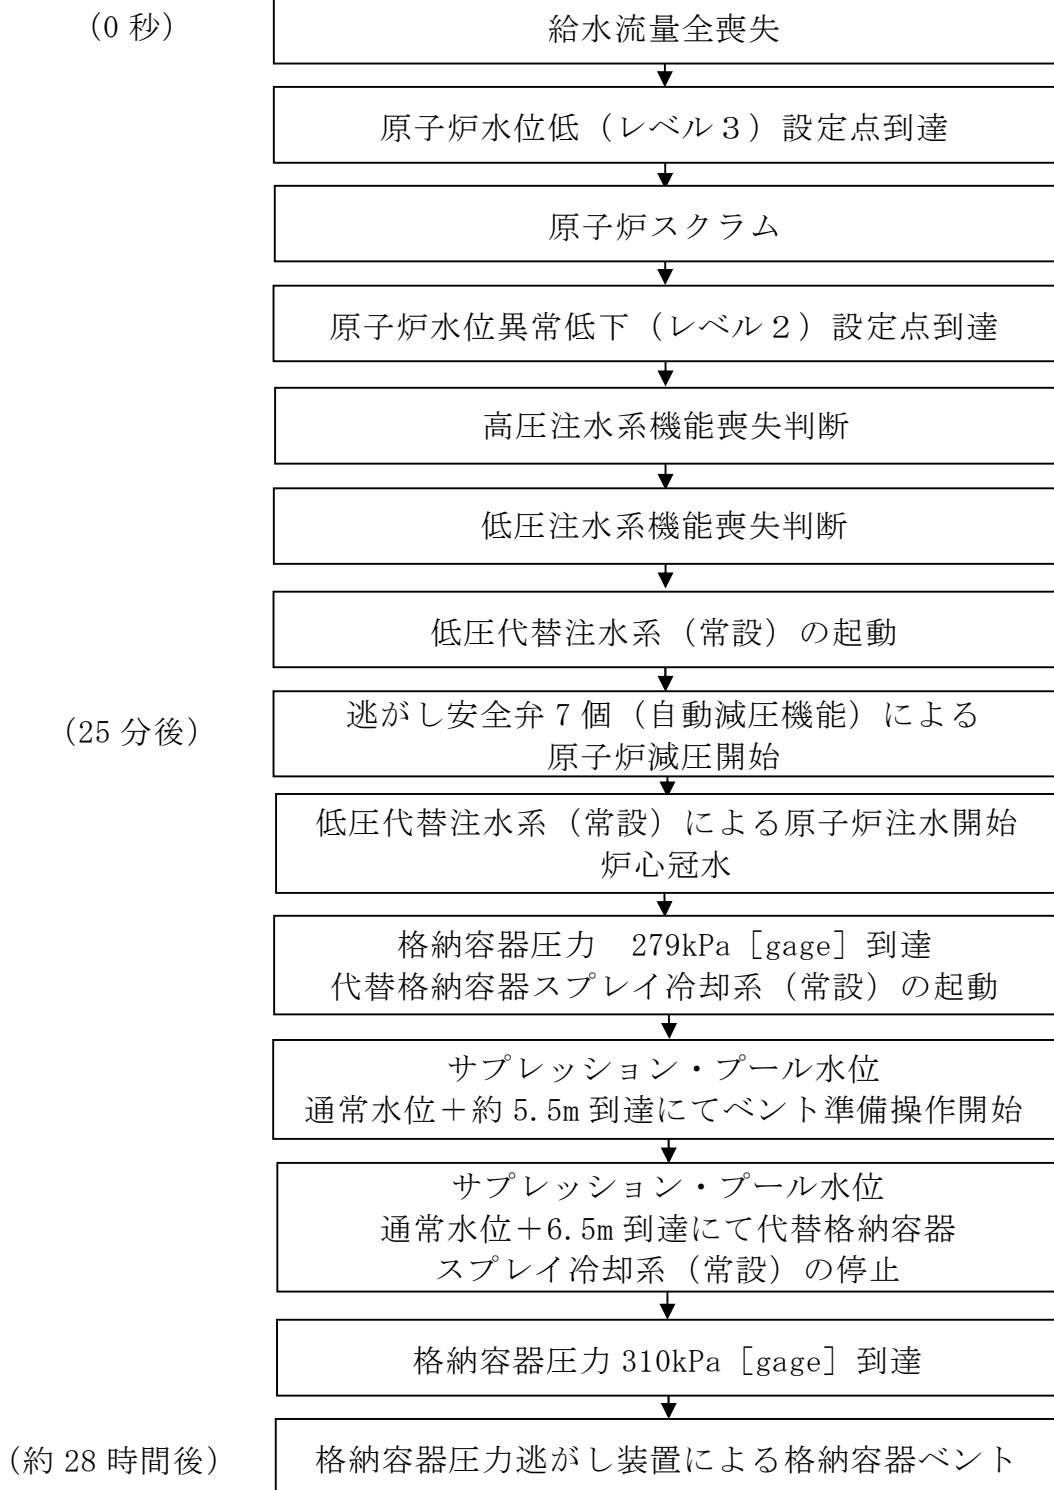 (0 秒)
給水流量全喪失
原子炉水位低（レベル３）設定点到達
原子炉スクラム
原子炉水位異常低下（レベル２）設定点到達
高圧注水系機能喪失判断
低圧注水系機能喪失判断
低圧代替注水系（常設）の起動
(25 分後)
逃がし安全弁 7 個（自動減圧機能）による
原子炉減圧開始
低圧代替注水系（常設）による原子炉注水開始
炉心冠水
格納容器圧力　279kPa［gage］到達
代替格納容器スプレイ冷却系（常設）の起動
サプレッション・プール水位
通常水位＋約 5.5m 到達にてベント準備操作開始
サプレッション・プール水位
通常水位＋6.5m 到達にて代替格納容器
スプレイ冷却系（常設）の停止
格納容器圧力 310kPa［gage］到達
(約 28 時間後)
格納容器圧力逃がし装置による格納容器ベント